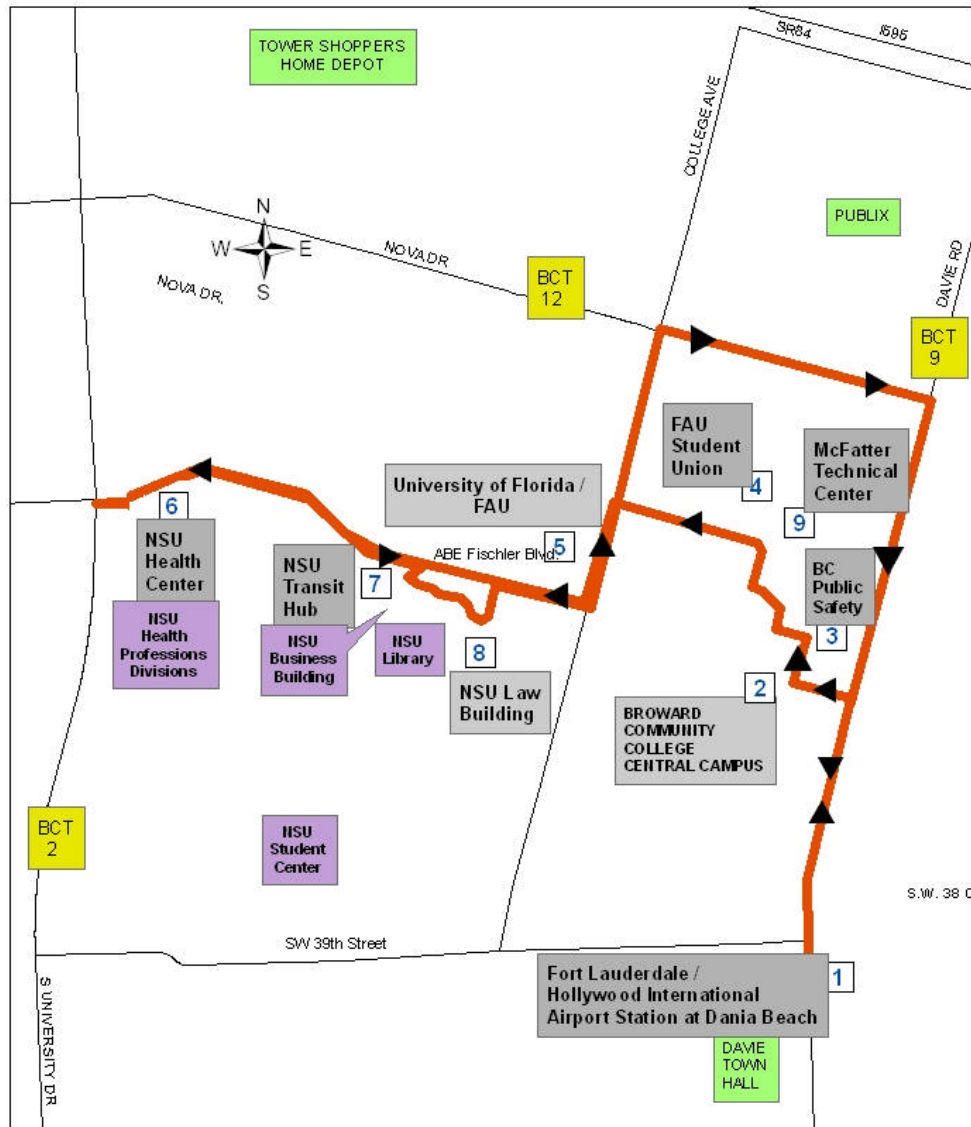 TOWER SHOPPERS
HOME DEPOT
SR84
I595
COLLEGE AVE
PUBLIX
N
W
E
S
NOVA DR
NOVA DR.
BCT
12
DAVIE RD
BCT
9
FAU
Student
Union
4
McFatter
Technical
Center
9
University of Florida /
FAU
5
6
NSU
Health
Center
NSU
Health
Professions
Divisions
ABE Fischler Blvd.
NSU
Transit
Hub
7
NSU
Business
Building
NSU
Library
8
NSU Law
Building
BC
Public
Safety
3
2
BROWARD
COMMUNITY
COLLEGE
CENTRAL CAMPUS
BCT
2
NSU
Student
Center
S.W. 38 C
SW 39th Street
Fort Lauderdale /
Hollywood International
Airport Station at Dania Beach
1
S UNIVERSITY DR
DAVIE
TOWN
HALL